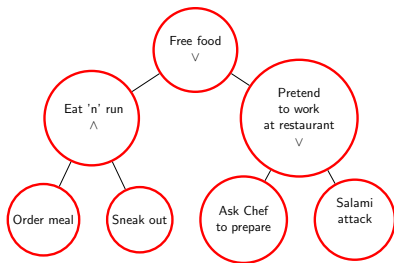 Free food
∨
Eat 'n' run
∧
Pretend
to work
at restaurant
∨
Order meal
Sneak out
Ask Chef
to prepare
Salami
attack